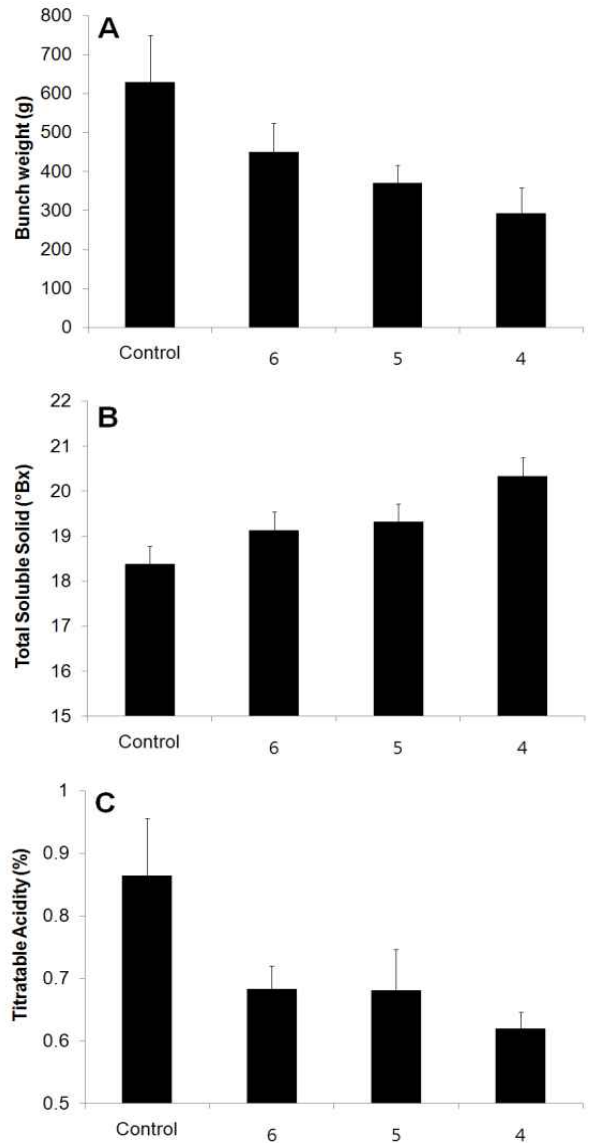 A
Bunch weight (g)
800
700
600
500
400
300
200
100
0
Control 6 5 4
B
Total Soluble Solid (°Bx)
22
21
20
19
18
17
16
15
Control 6 5 4
C
Titratable Acidity (%)
1
0.9
0.8
0.7
0.6
0.5
Control 6 5 4